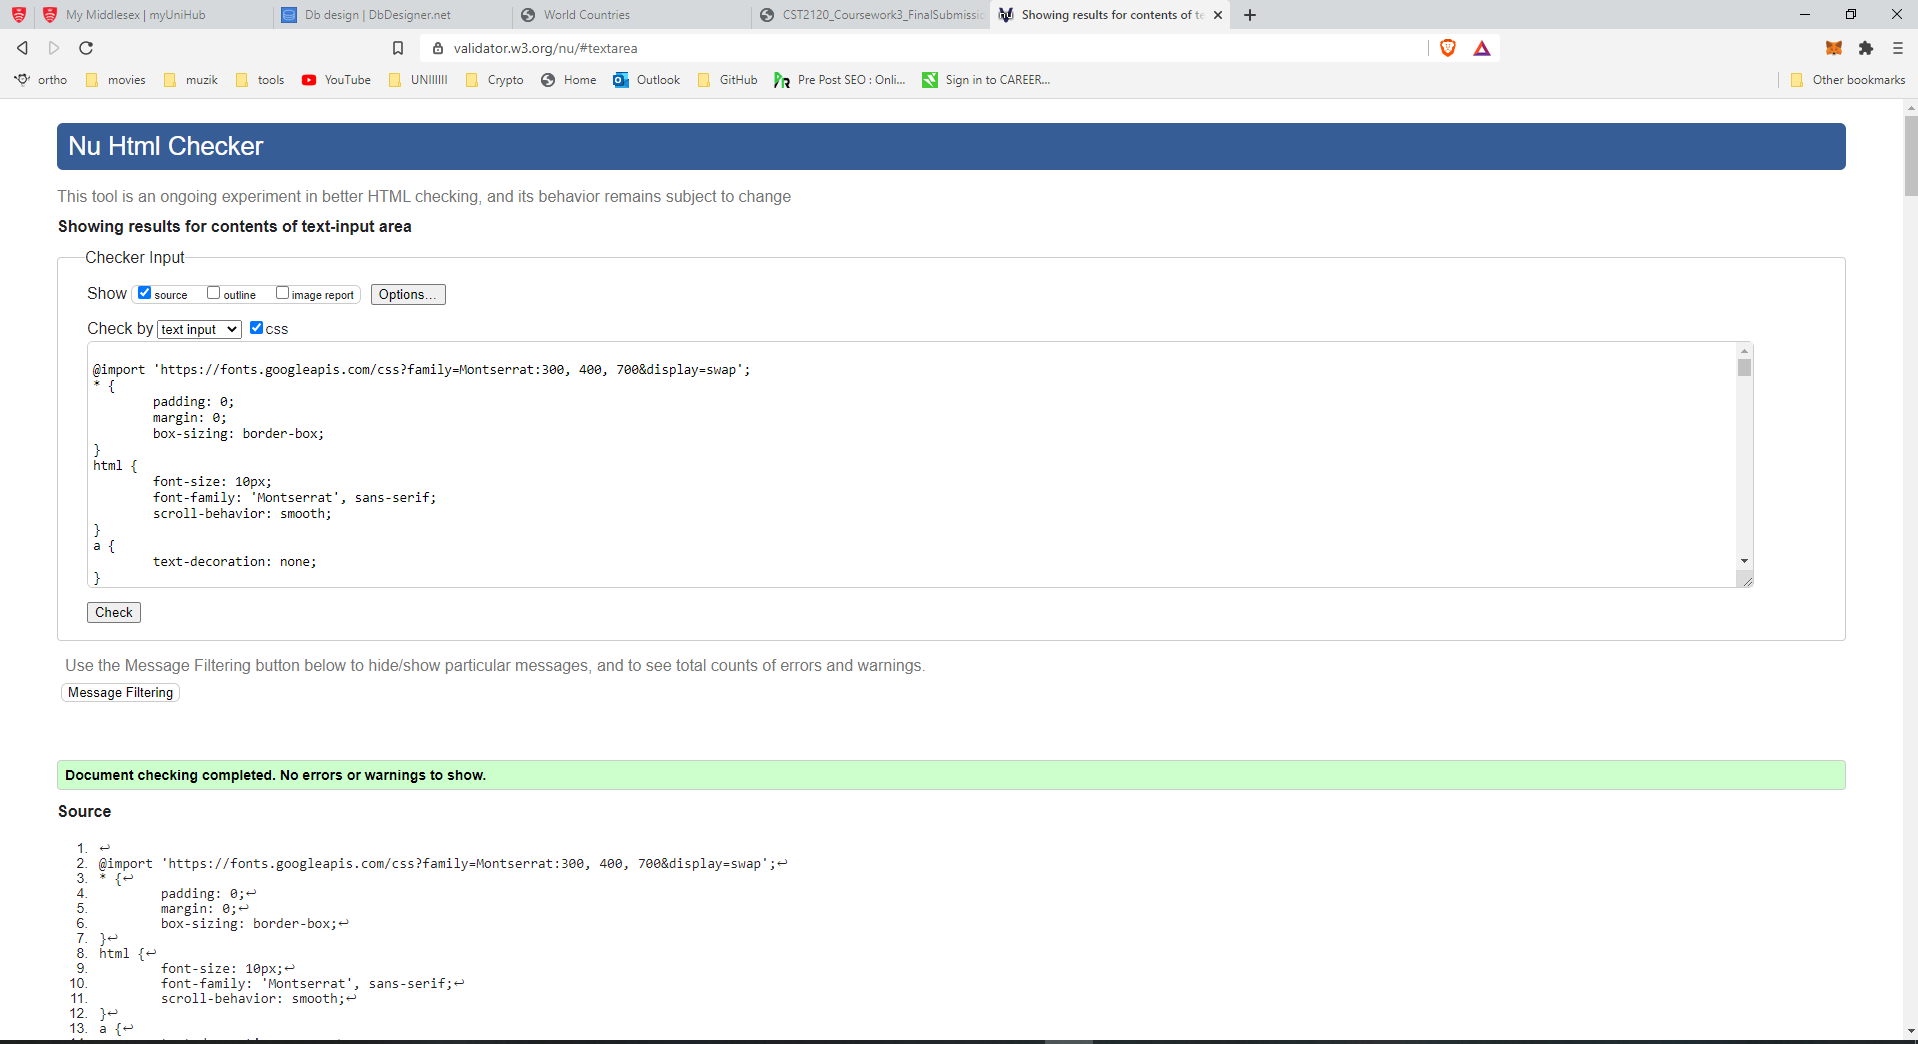 My Middlesex | myUniHub
Db design | DbDesigner.net
World Countries
CST2120_Coursework3_FinalSubmissio
Showing results for contents of te
validator.w3.org/nu/#textarea
ortho movies muzik tools YouTube UNIIIIII Crypto Home Outlook GitHub Pre Post SEO : Onli... Sign in to CAREER... Other bookmarks
Nu Html Checker
This tool is an ongoing experiment in better HTML checking, and its behavior remains subject to change
Showing results for contents of text-input area
Checker Input
Show source outline image report Options...
Check by text input css
@import 'https://fonts.googleapis.com/css?family=Montserrat:300, 400, 700&display=swap';
* {
padding: 0;
margin: 0;
box-sizing: border-box;
}
html {
font-size: 10px;
font-family: 'Montserrat', sans-serif;
scroll-behavior: smooth;
}
a {
text-decoration: none;
}
Check
Use the Message Filtering button below to hide/show particular messages, and to see total counts of errors and warnings.
Message Filtering
Document checking completed. No errors or warnings to show.
Source
1. ↩
2. @import 'https://fonts.googleapis.com/css?family=Montserrat:300, 400, 700&display=swap';↩
3. * {↩
4. padding: 0;↩
5. margin: 0;↩
6. box-sizing: border-box;↩
7. }↩
8. html {↩
9. font-size: 10px;↩
10. font-family: 'Montserrat', sans-serif;↩
11. scroll-behavior: smooth;↩
12. }↩
13. a {↩